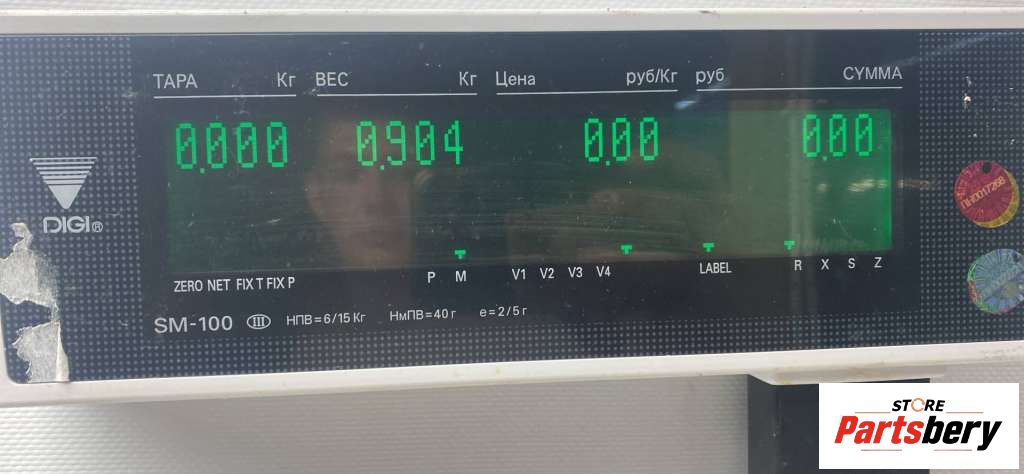 ТАРА Кг ВЕС Кг Цена руб/Кг руб СУММА
0.000 0.904 0.00 0.00
DIGI®
ZERO NET FIX T FIX P P M V1 V2 V3 V4 LABEL R X S Z
SM-100 III НПВ=6/15 Кг НмПВ=40 г е=2/5 г
STORE
Partsbery